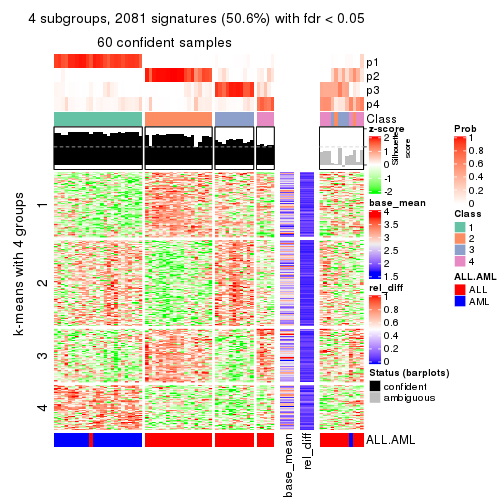 4 subgroups, 2081 signatures (50.6%) with fdr < 0.05
60 confident samples
p1
p2
p3
p4
Class
z-score
2
1
0
-1
-2
Silhouette
score
base_mean
4
3.5
3
2.5
2
1.5
rel_diff
1
0.8
0.6
0.4
0.2
0
Status (barplots)
confident
ambiguous
Prob
1
0.8
0.6
0.4
0.2
0
Class
1
2
3
4
ALL.AML
ALL
AML
k-means with 4 groups
1
2
3
4
base_mean
rel_diff
ALL.AML